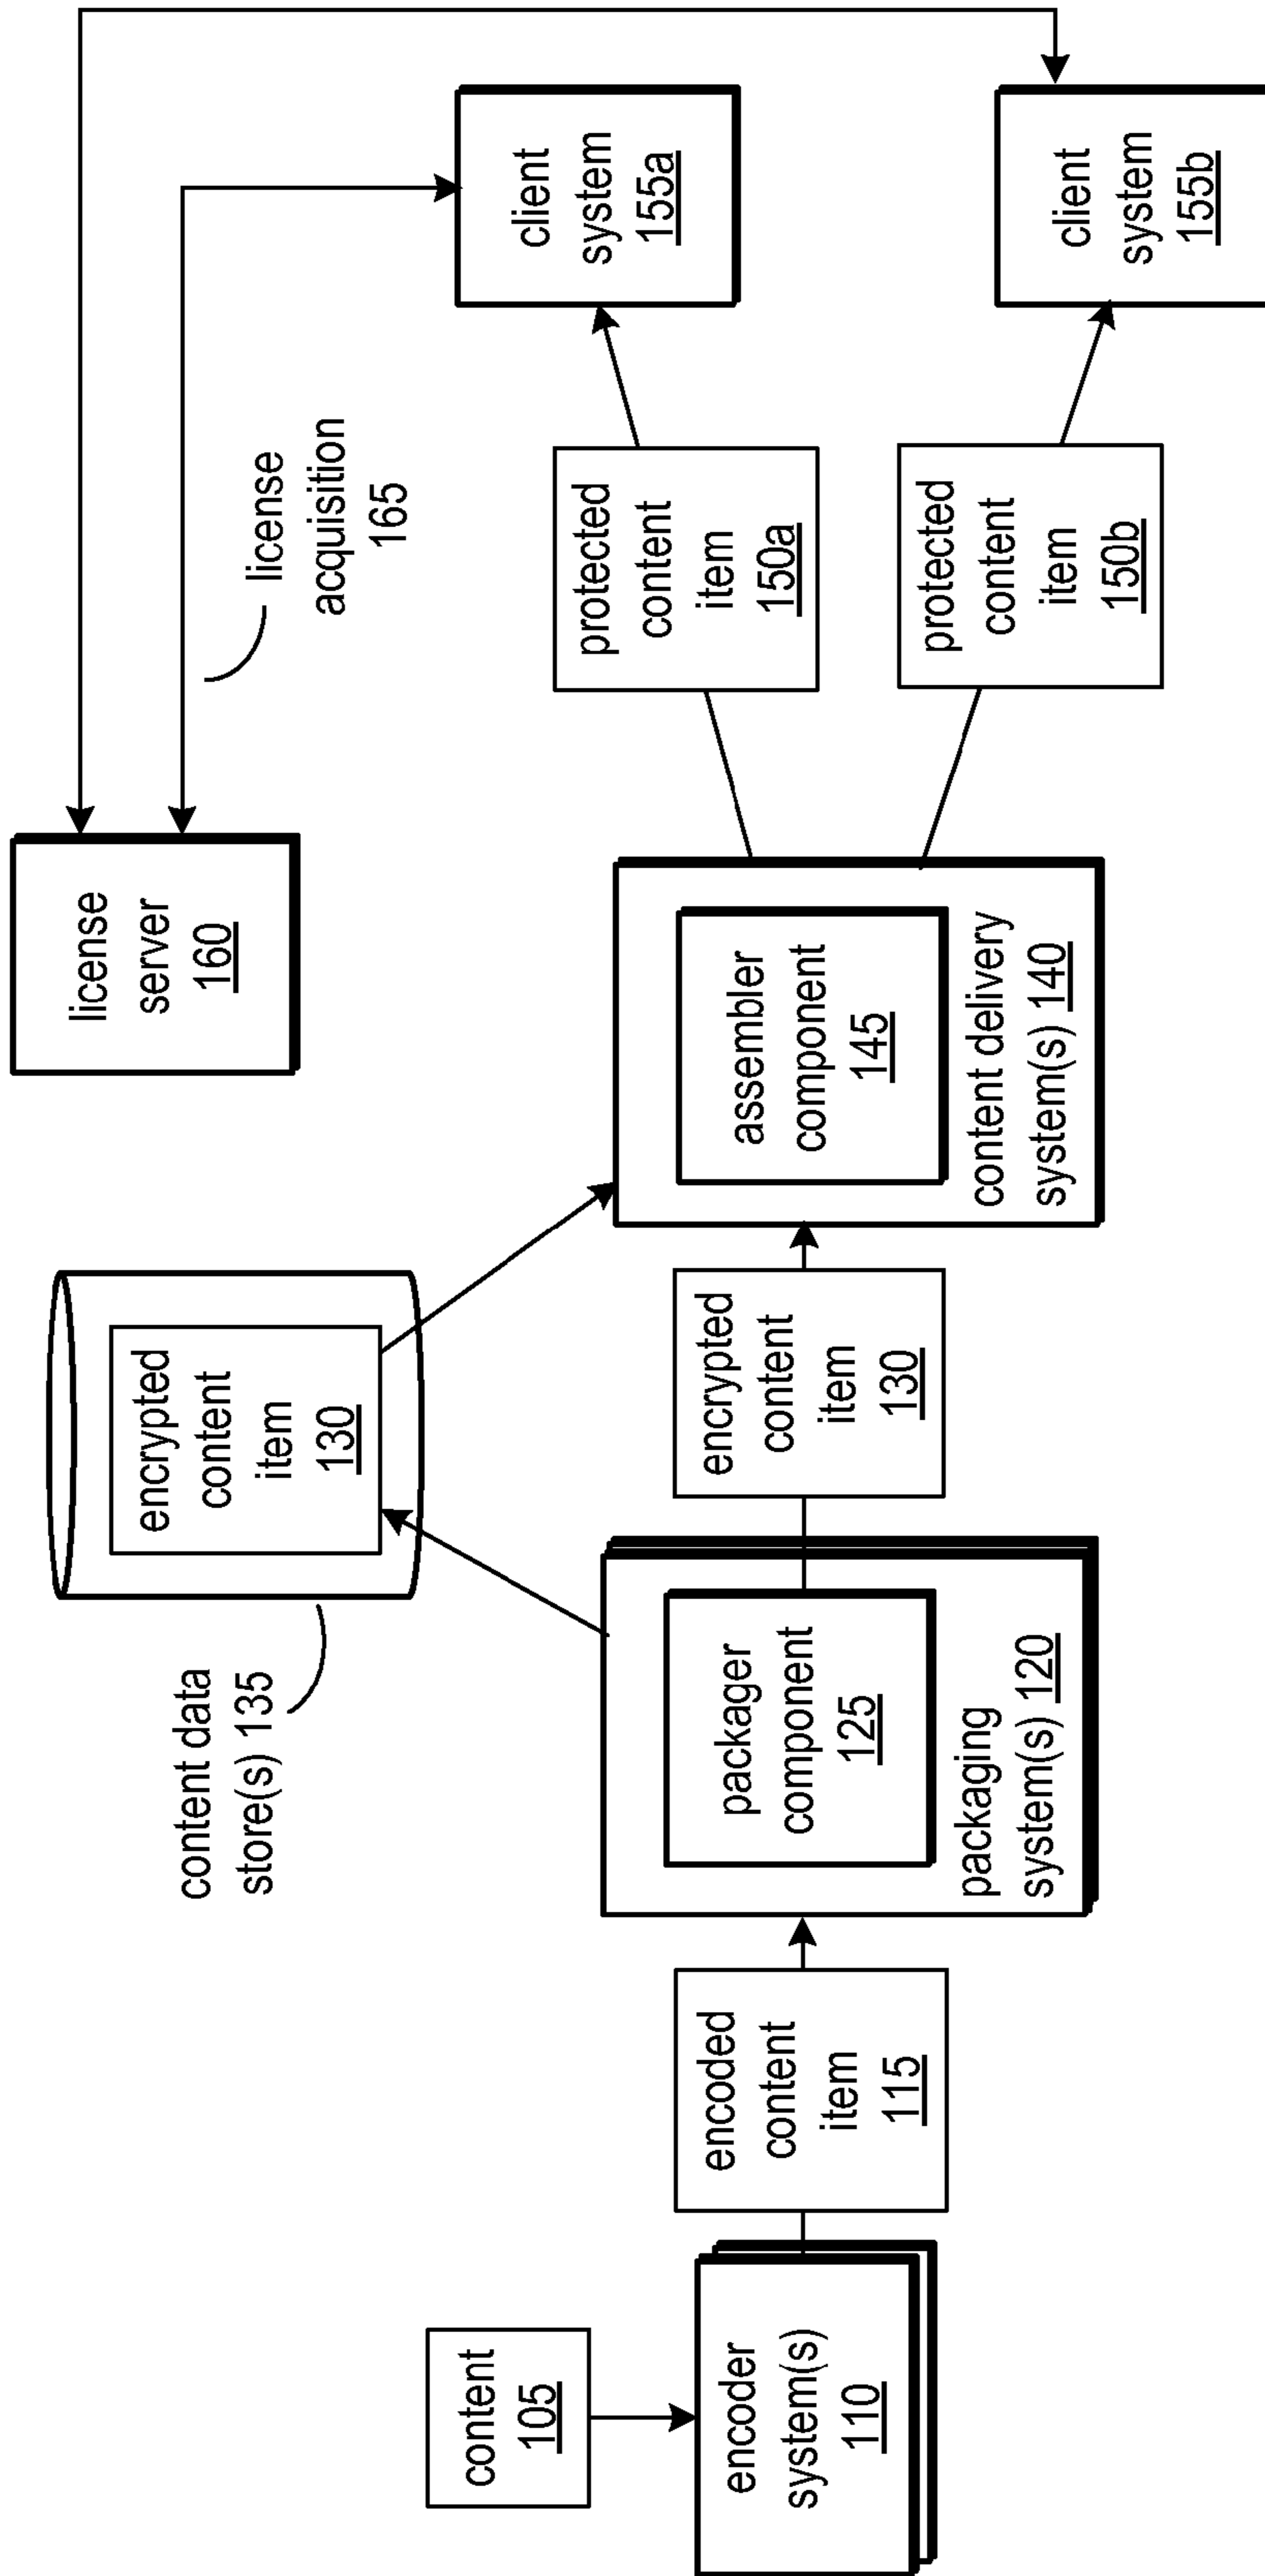 content
105
encoder
system(s)
110
encoded
content
item
115
packager
component
125
packaging
system(s) 120
content data
store(s) 135
encrypted
content
item
130
encrypted
content
item
130
assembler
component
145
content delivery
system(s) 140
license
server
160
license
acquisition
165
protected
content
item
150a
protected
content
item
150b
client
system
155a
client
system
155b